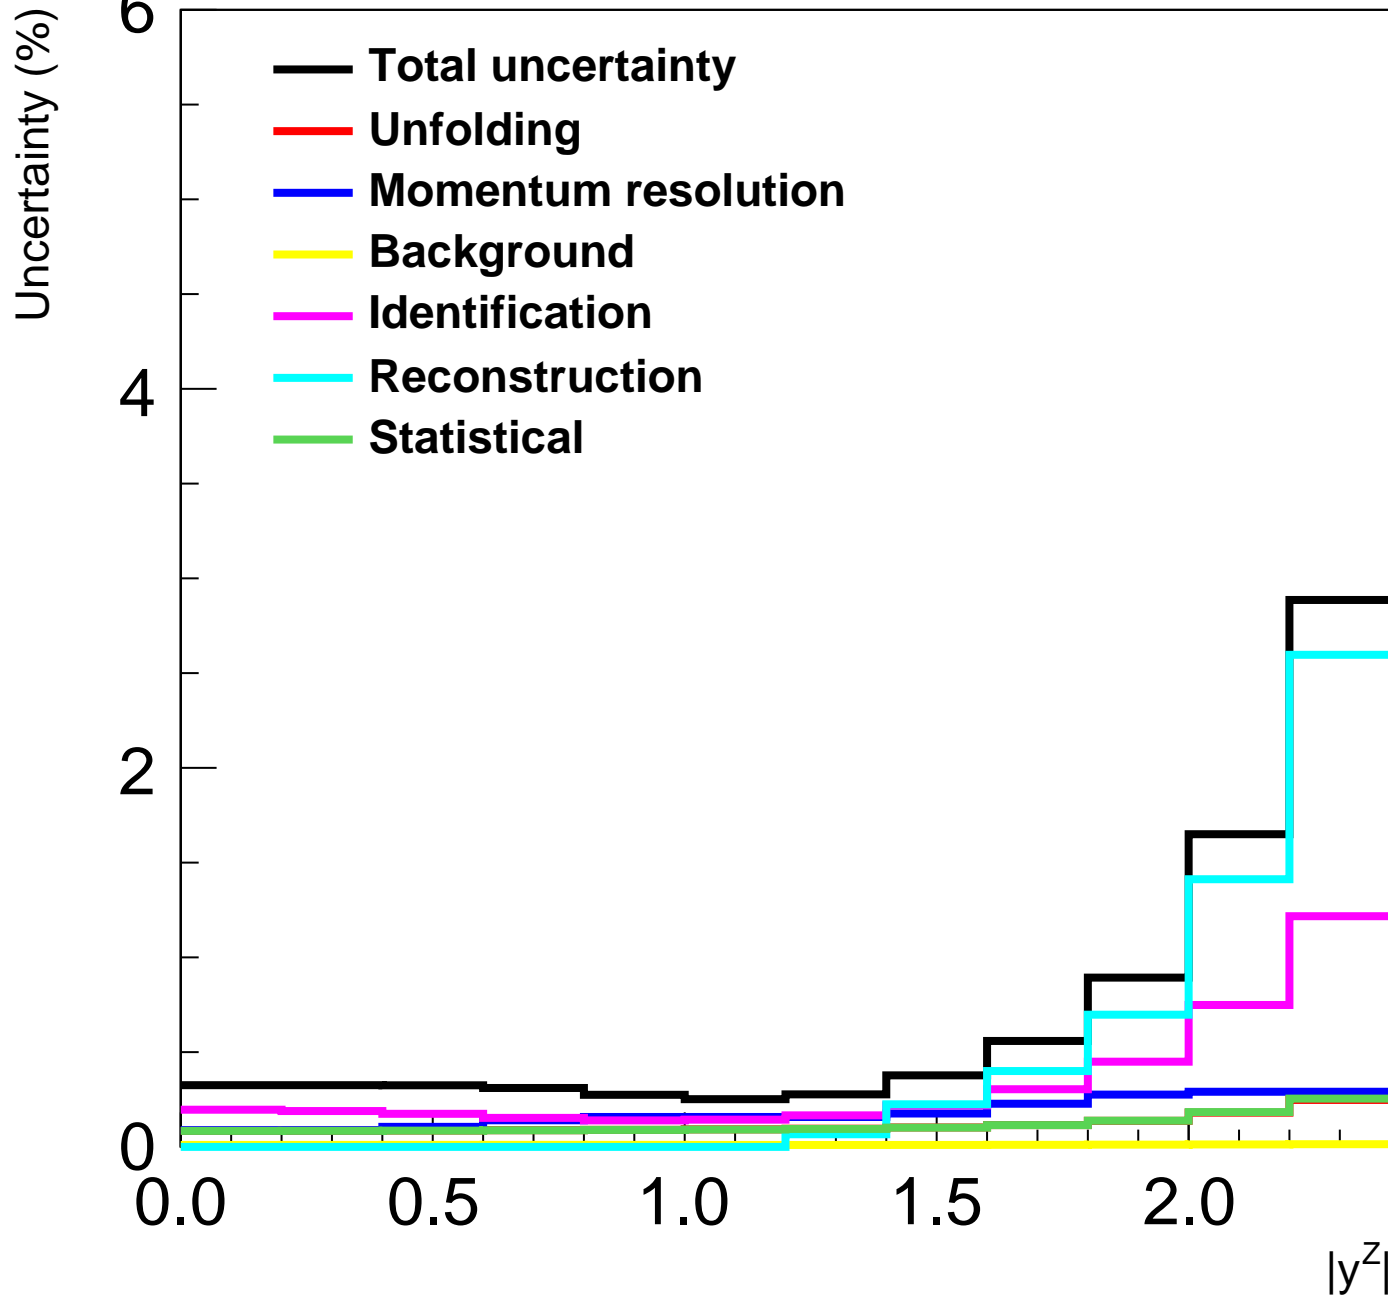 6
Uncertainty (%)
Total uncertainty
Unfolding
Momentum resolution
Background
Identification
Reconstruction
Statistical
4
2
0
0.0 0.5 1.0 1.5 2.0
|y^Z|